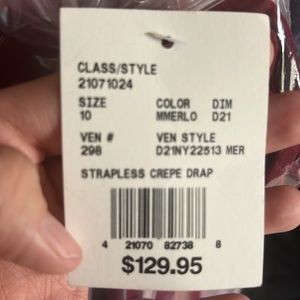 CLASS/STYLE
21071024
SIZE COLOR DIM
10 MMERLO D21
VEN # VEN STYLE
298 D21NY22513 MER
STRAPLESS CREPE DRAP
4 21070 82738 8
$129.95